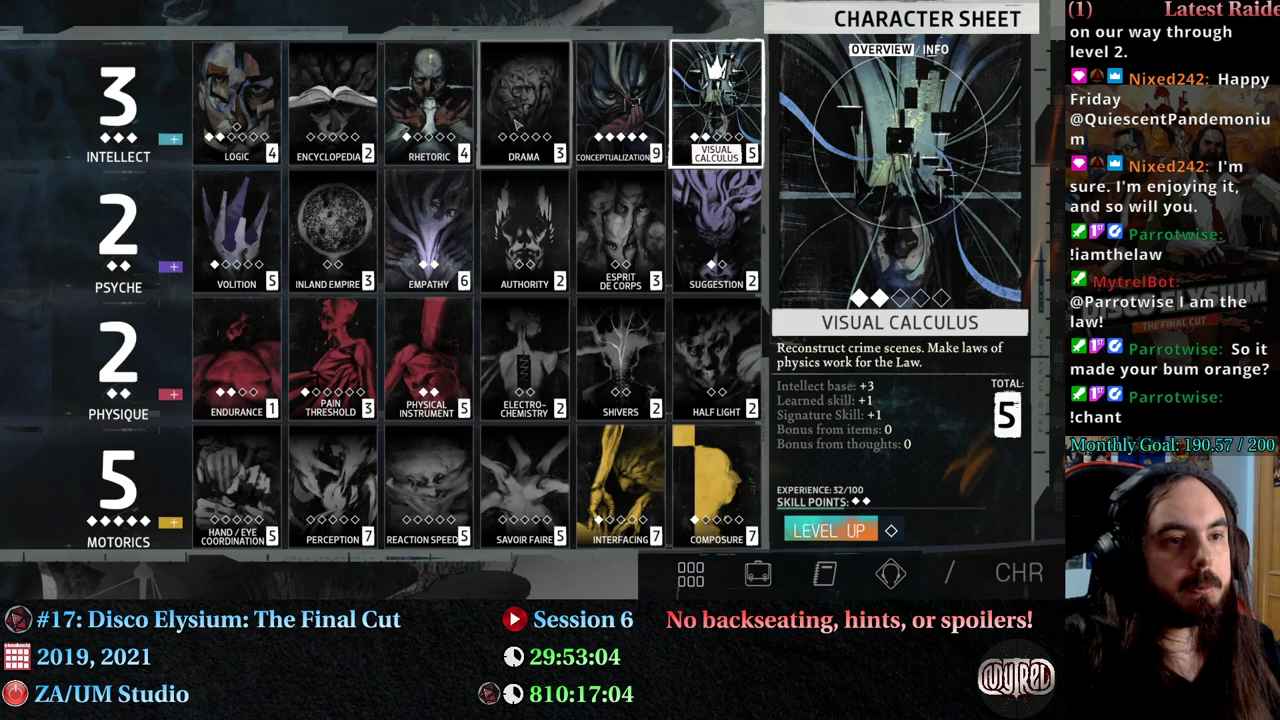 CHARACTER SHEET
OVERVIEW / INFO
3
INTELLECT
LOGIC 4
ENCYCLOPEDIA 2
RHETORIC 4
DRAMA 3
CONCEPTUALIZATION 9
VISUAL
CALCULUS 5
2
PSYCHE
VOLITION 5
INLAND EMPIRE 3
EMPATHY 6
AUTHORITY 2
ESPRIT
DE CORPS 3
SUGGESTION 2
2
PHYSIQUE
ENDURANCE 1
PAIN
THRESHOLD 3
PHYSICAL
INSTRUMENT 5
ELECTRO-
CHEMISTRY 2
SHIVERS 2
HALF LIGHT 2
5
MOTORICS
HAND / EYE
COORDINATION 5
PERCEPTION 7
REACTION SPEED 5
SAVOIR FAIRE 5
INTERFACING 7
COMPOSURE 7
VISUAL CALCULUS
Reconstruct crime scenes. Make laws of
physics work for the Law.
Intellect base: +3
Learned skill: +1
Signature Skill: +1
Bonus from items: 0
Bonus from thoughts: 0
TOTAL:
5
EXPERIENCE: 32/100
SKILL POINTS:
LEVEL UP
/ CHR
(1) Latest Raide
on our way through
level 2.
Nixed242: Happy
Friday
@QuiescentPandemoniu
m
Nixed242: I'm
sure. I'm enjoying it,
and so will you.
Parrotwise:
!iamthelaw
MytrelBot:
@Parrotwise I am the
law!
Parrotwise: So it
made your bum orange?
Parrotwise:
!chant
DISCO ELYSIUM
THE FINAL CUT
Monthly Goal: 190.57 / 200
#17: Disco Elysium: The Final Cut
2019, 2021
ZA/UM Studio
Session 6
29:53:04
810:17:04
No backseating, hints, or spoilers!